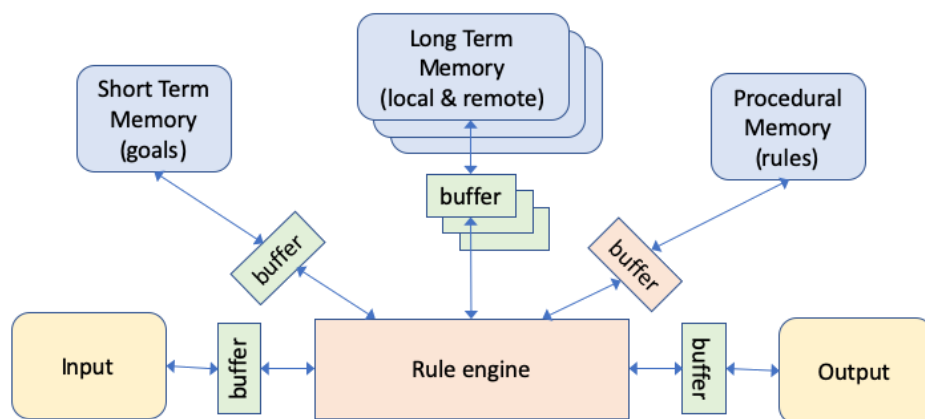 Long Term
Memory
(local & remote)
Short Term
Memory
(goals)
Procedural
Memory
(rules)
buffer
buffer
buffer
Input
buffer
Rule engine
buffer
Output